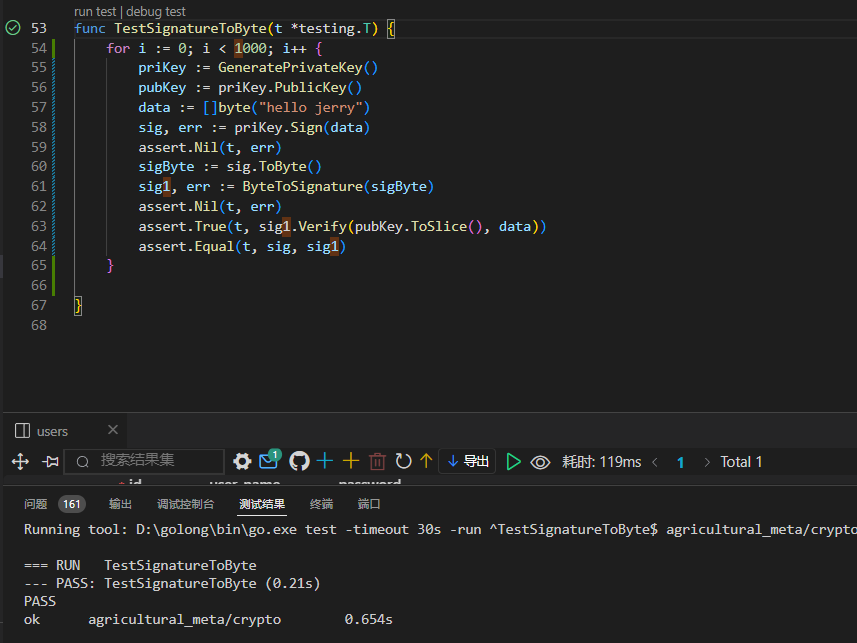 run test | debug test
53 func TestSignatureToByte(t *testing.T) {
54 for i := 0; i < 1000; i++ {
55 priKey := GeneratePrivateKey()
56 pubKey := priKey.PublicKey()
57 data := []byte("hello jerry")
58 sig, err := priKey.Sign(data)
59 assert.Nil(t, err)
60 sigByte := sig.ToByte()
61 sig1, err := ByteToSignature(sigByte)
62 assert.Nil(t, err)
63 assert.True(t, sig1.Verify(pubKey.ToSlice(), data))
64 assert.Equal(t, sig, sig1)
65 }
66
67 }
68
users
搜索结果集 1 导出 耗时: 119ms 1 Total 1
id user_name password
问题 161 输出 调试控制台 测试结果 终端 端口
Running tool: D:\golong\bin\go.exe test -timeout 30s -run ^TestSignatureToByte$ agricultural_meta/crypto
=== RUN TestSignatureToByte
--- PASS: TestSignatureToByte (0.21s)
PASS
ok agricultural_meta/crypto 0.654s